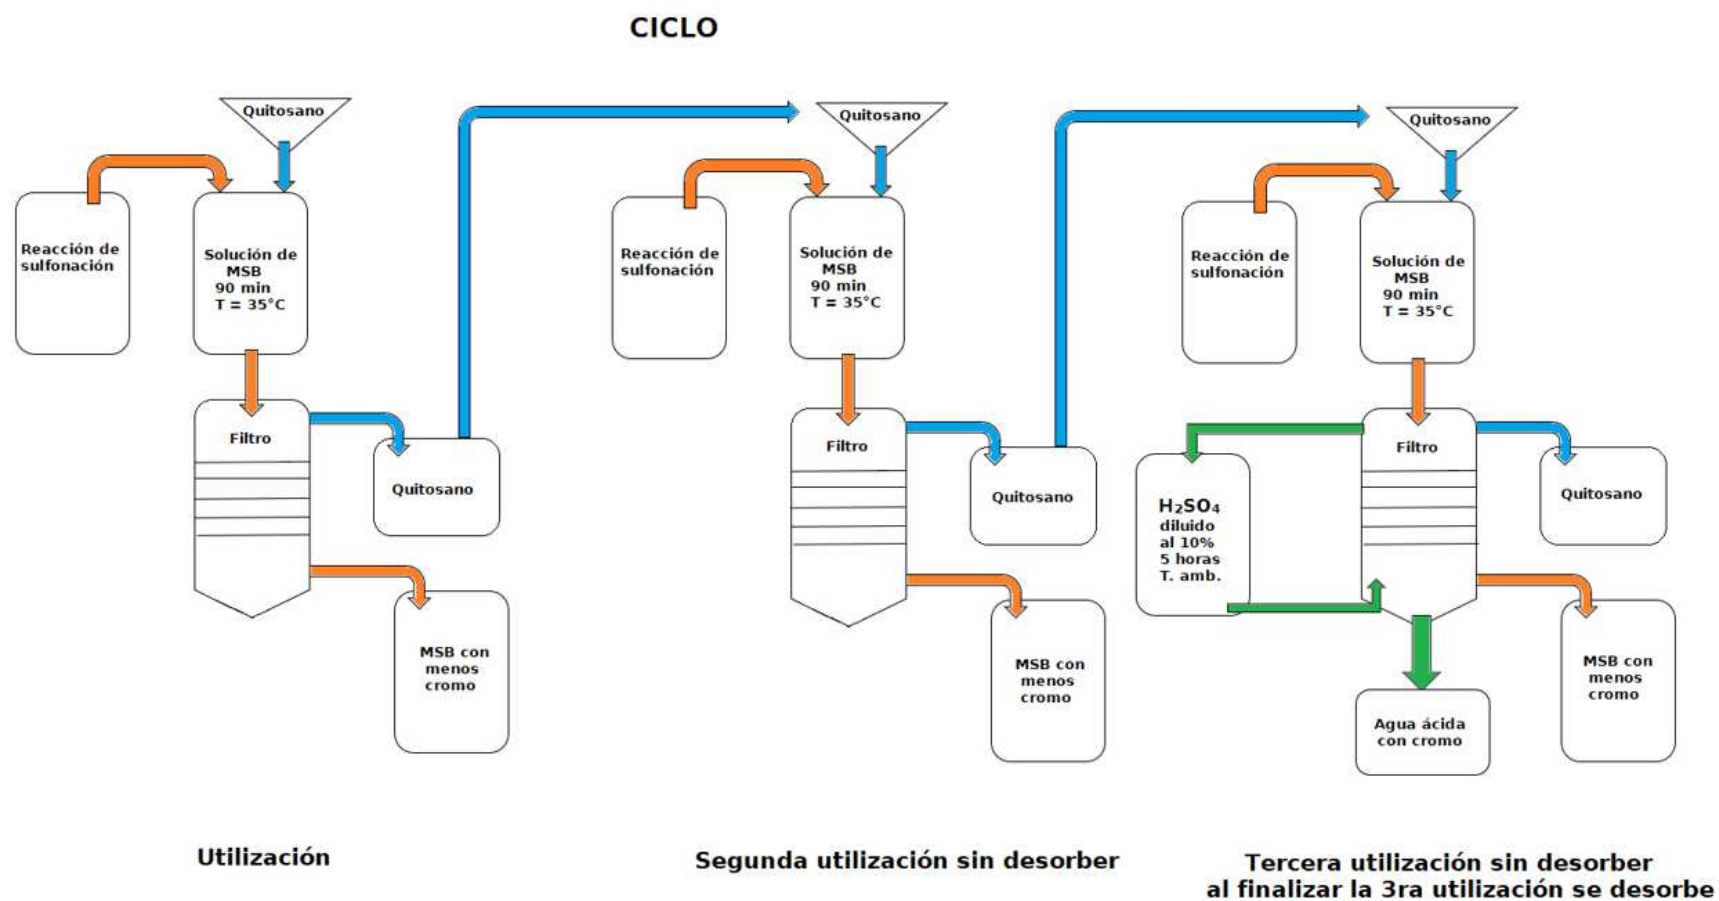 CICLO
Quitosano
Reacción de
sulfonación
Solución de
MSB
90 min
T = 35°C
Filtro
Quitosano
MSB con
menos
cromo
Utilización
Quitosano
Reacción de
sulfonación
Solución de
MSB
90 min
T = 35°C
Filtro
Quitosano
MSB con
menos
cromo
Segunda utilización sin desorber
Quitosano
Reacción de
sulfonación
Solución de
MSB
90 min
T = 35°C
Filtro
H₂SO₄
diluido
al 10%
5 horas
T. amb.
Quitosano
MSB con
menos
cromo
Agua ácida
con cromo
Tercera utilización sin desorber
al finalizar la 3ra utilización se desorbe